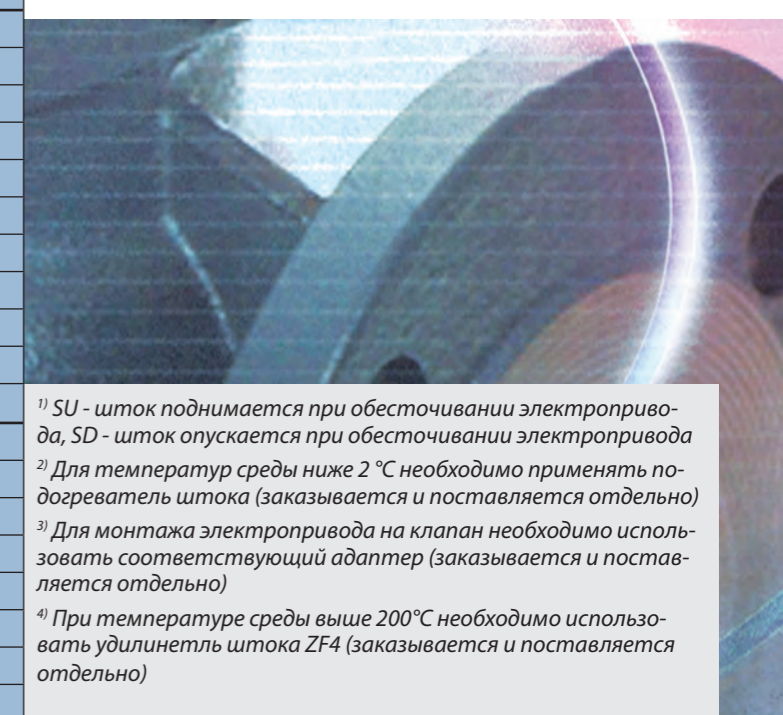 1) SU - шток поднимается при обесточивании электроприво-
да, SD - шток опускается при обесточивании электропривода
2) Для температур среды ниже 2 °С необходимо применять по-
догреватель штока (заказывается и поставляется отдельно)
3) Для монтажа электропривода на клапан необходимо исполь-
зовать соответствующий адаптер (заказывается и постав-
ляется отдельно)
4) При температуре среды выше 200°С необходимо использо-
вать удилинетль штока ZF4 (заказывается и поставляется
отдельно)